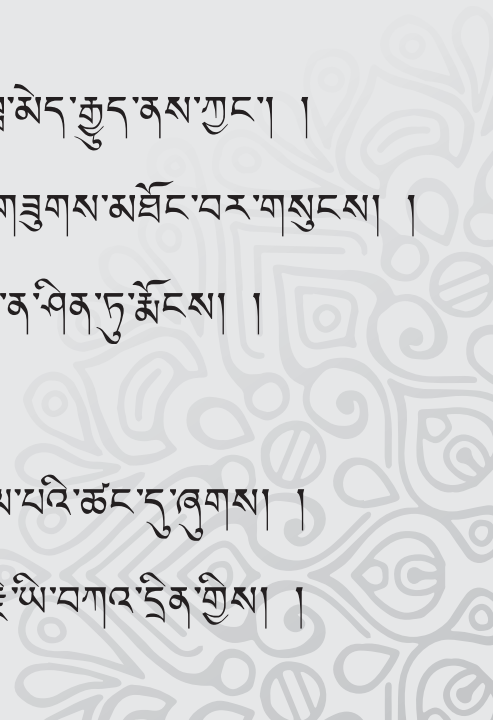 མེད་རྒྱུད་ནས་ཀྱང་། །
གཟུགས་མཐོང་བར་གསུངས། །
ན་ཤིན་ཏུ་རྨོངས། །
པའི་ཚང་དུ་ཞུགས། །
ཡི་བཀའ་དྲིན་གྱིས། །